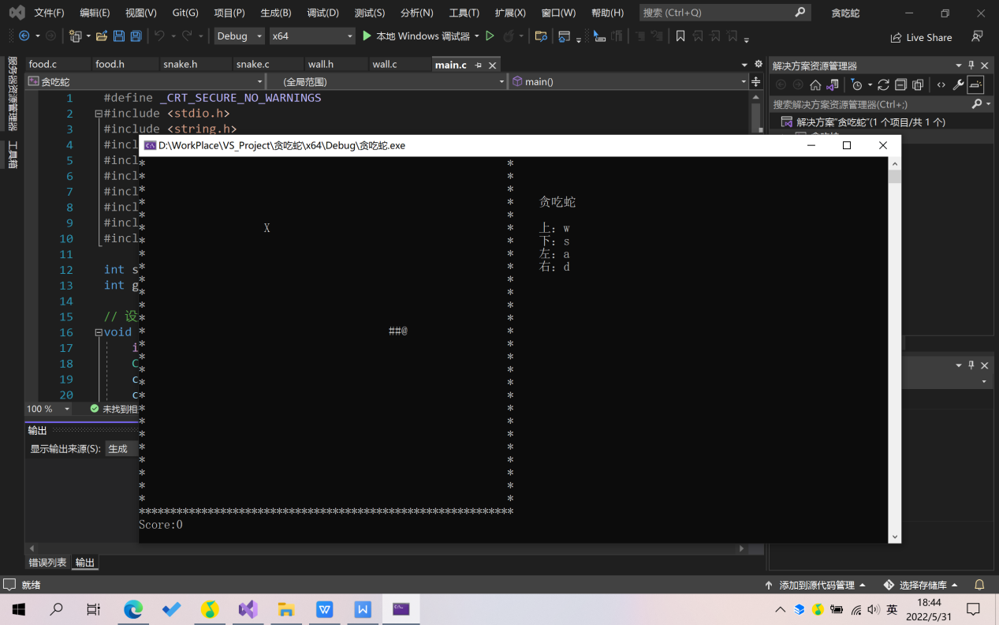 文件(F) 编辑(E) 视图(V) Git(G) 项目(P) 生成(B) 调试(D) 测试(S) 分析(N) 工具(T) 扩展(X) 窗口(W) 帮助(H) 搜索 (Ctrl+Q) 贪吃蛇
Debug x64 本地 Windows 调试器 Live Share
服务器资源管理器
工具箱
food.c food.h snake.h snake.c wall.h wall.c main.c
贪吃蛇 (全局范围) main()
1 #define _CRT_SECURE_NO_WARNINGS
2 #include <stdio.h>
3 #include <string.h>
4 #incl
5 #incl
6 #incl
7 #incl
8 #incl
9 #incl
10 #incl
11
12 int s
13 int g
14
15 // 设
16 void
17 i
18 C
19 c
20 c
100 % 未找到相
输出
显示输出来源(S): 生成
错误列表 输出
解决方案资源管理器
搜索解决方案资源管理器(Ctrl+;)
解决方案"贪吃蛇"(1 个项目/共 1 个)
D:\WorkPlace\VS_Project\贪吃蛇\x64\Debug\贪吃蛇.exe
贪吃蛇
X
上: w
下: s
左: a
右: d
##@
************************************************************
Score:0
就绪 添加到源代码管理 选择存储库
英 18:44
2022/5/31